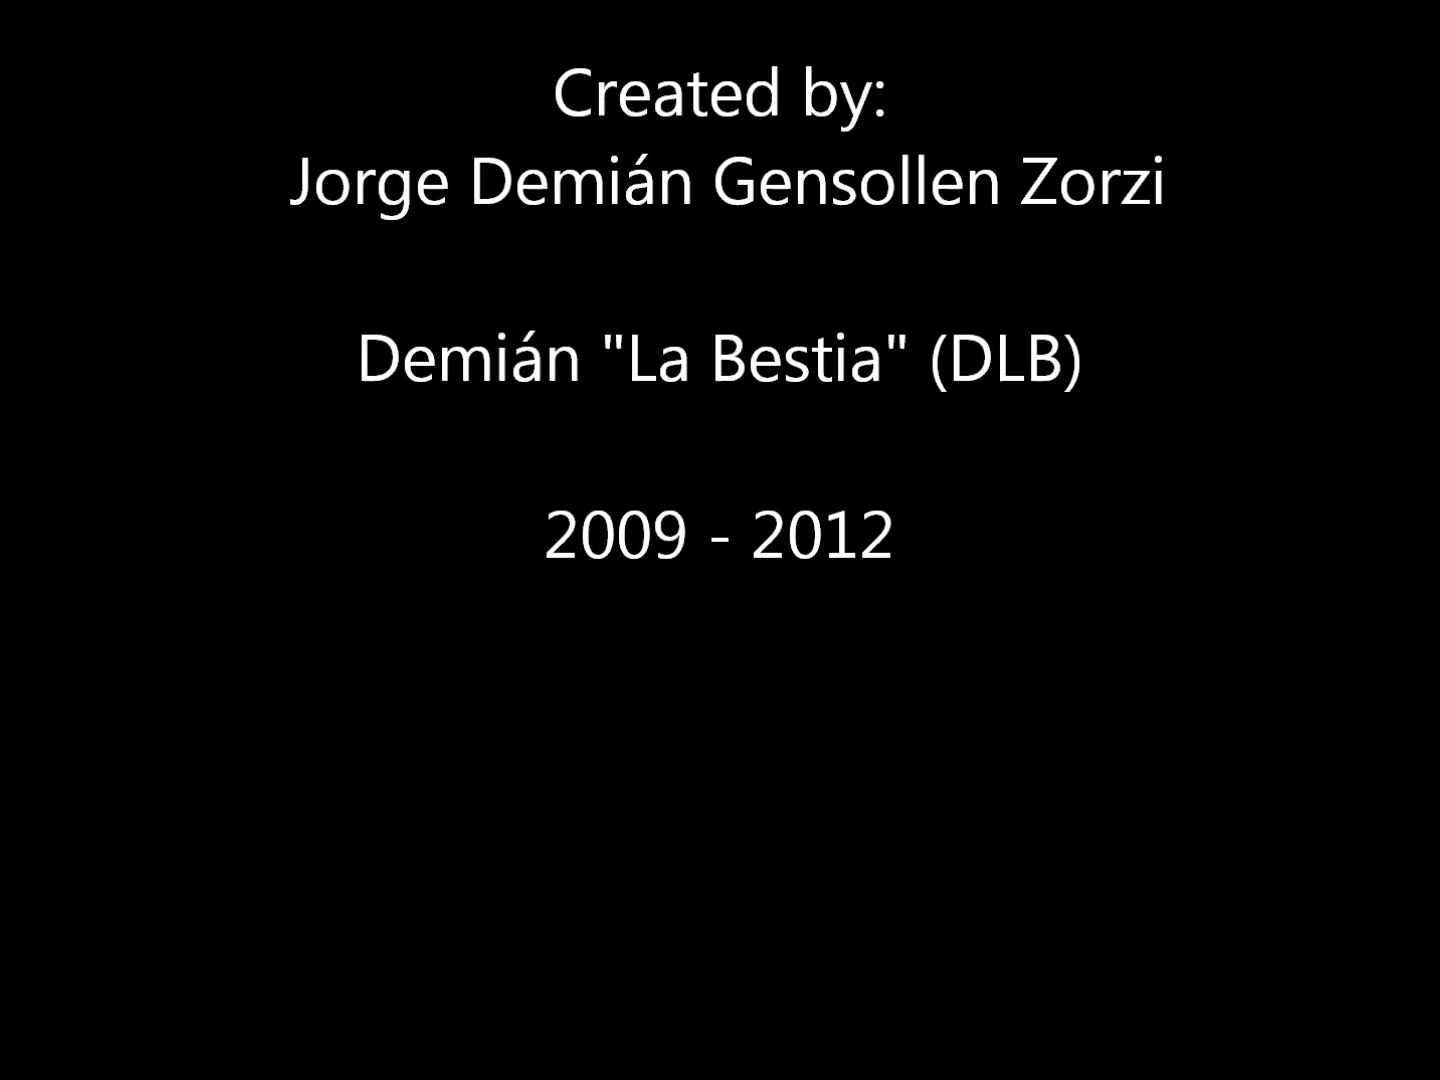 Created by:
Jorge Demián Gensollen Zorzi
Demián "La Bestia" (DLB)
2009 - 2012